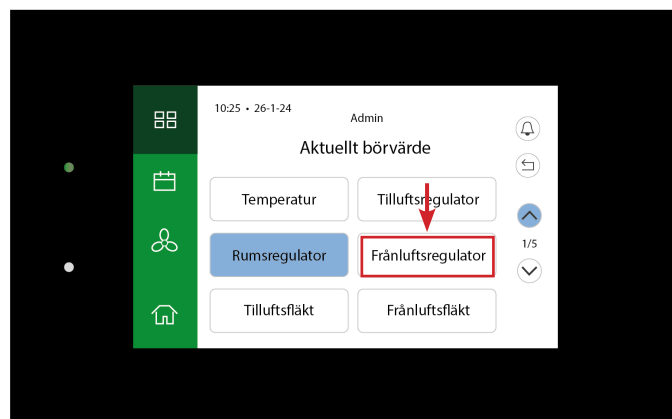 10:25 • 26-1-24
Admin
Aktuellt börvärde
Temperatur
Tilluftsregulator
Rumsregulator
Frånluftsregulator
1/5
Tilluftsfläkt
Frånluftsfläkt